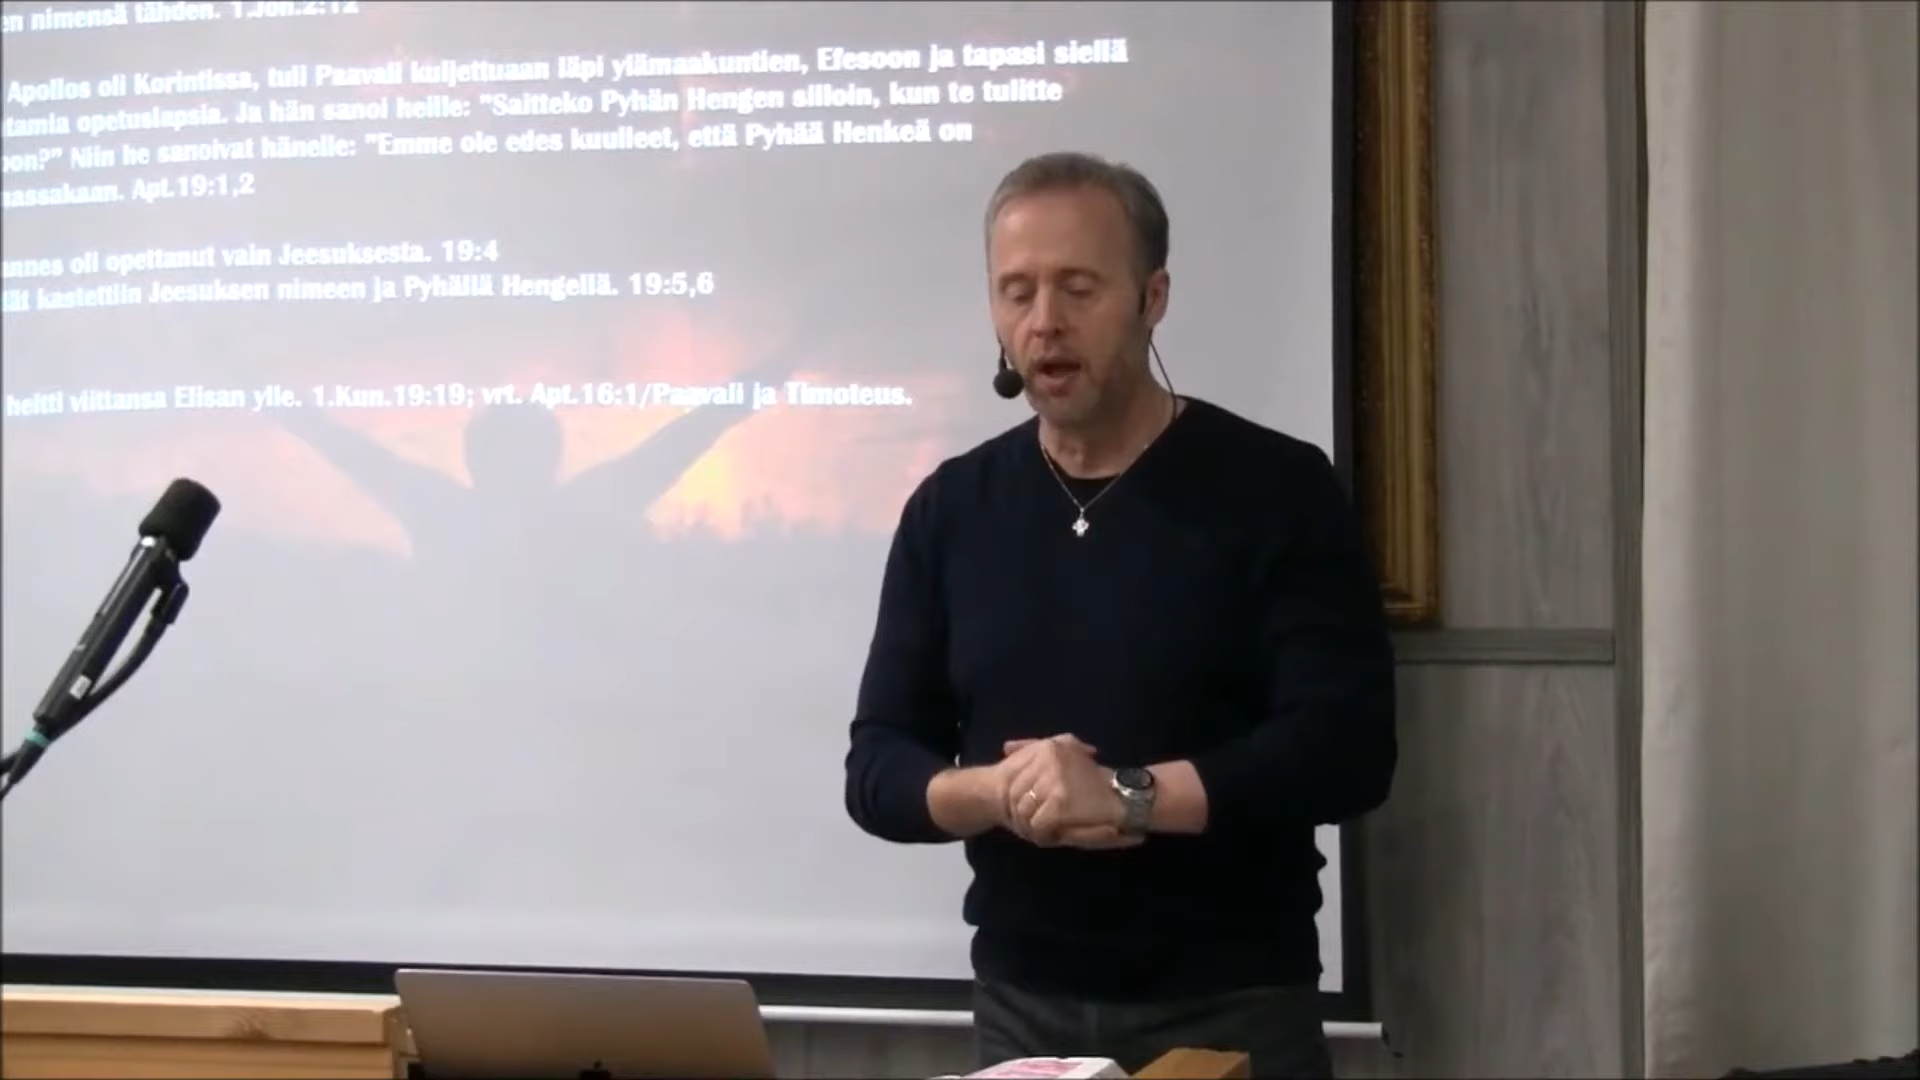 en nimensä tähden. 1.Joh.2:12
Apollos oli Korintissa, tuli Paavali kuljettuaan läpi ylämaakuntien, Efesoon ja tapasi siellä
tamia opetuslapsia. Ja hän sanoi heille: "Saitteko Pyhän Hengen silloin, kun te tulitte
oon?" Niin he sanoivat hänelle: "Emme ole edes kuulleet, että Pyhää Henkeä on
massakaan. Apt.19:1,2
annes oli opettanut vain Jeesuksesta. 19:4
ät kastettiin Jeesuksen nimeen ja Pyhällä Hengellä. 19:5,6
heitti viittansa Elisan ylle. 1.Kun.19:19; vrt. Apt.16:1/Paavali ja Timoteus.